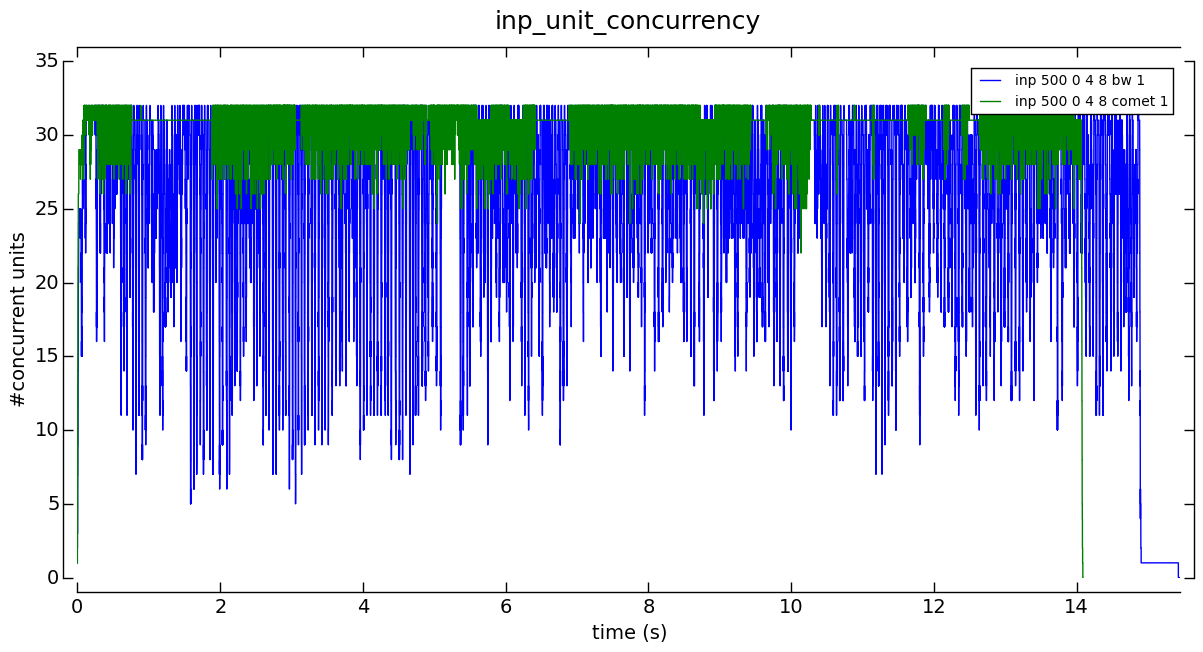 inp_unit_concurrency
inp 500 0 4 8 bw 1
inp 500 0 4 8 comet 1
#concurrent units
35
30
25
20
15
10
5
0
0 2 4 6 8 10 12 14
time (s)